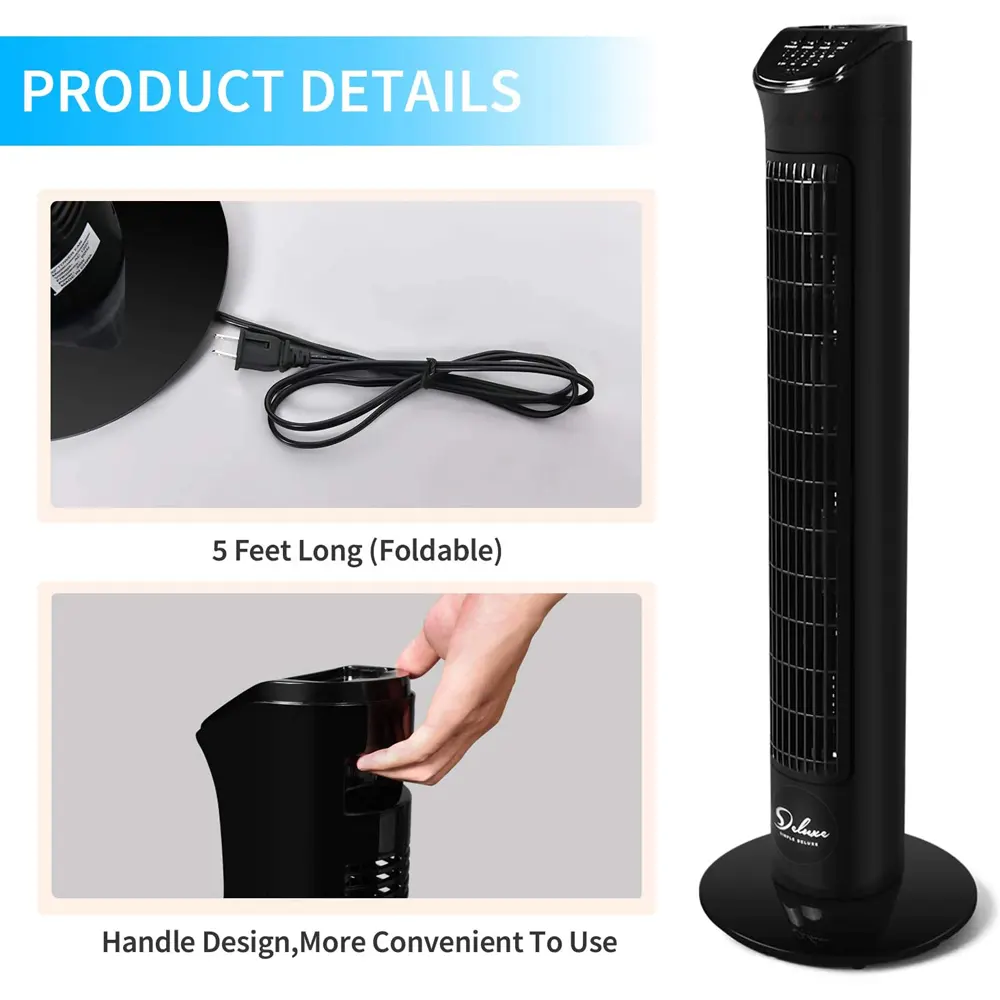 PRODUCT DETAILS
5 Feet Long (Foldable)
Handle Design,More Convenient To Use
Deluxe
SIMPLE DELUXE